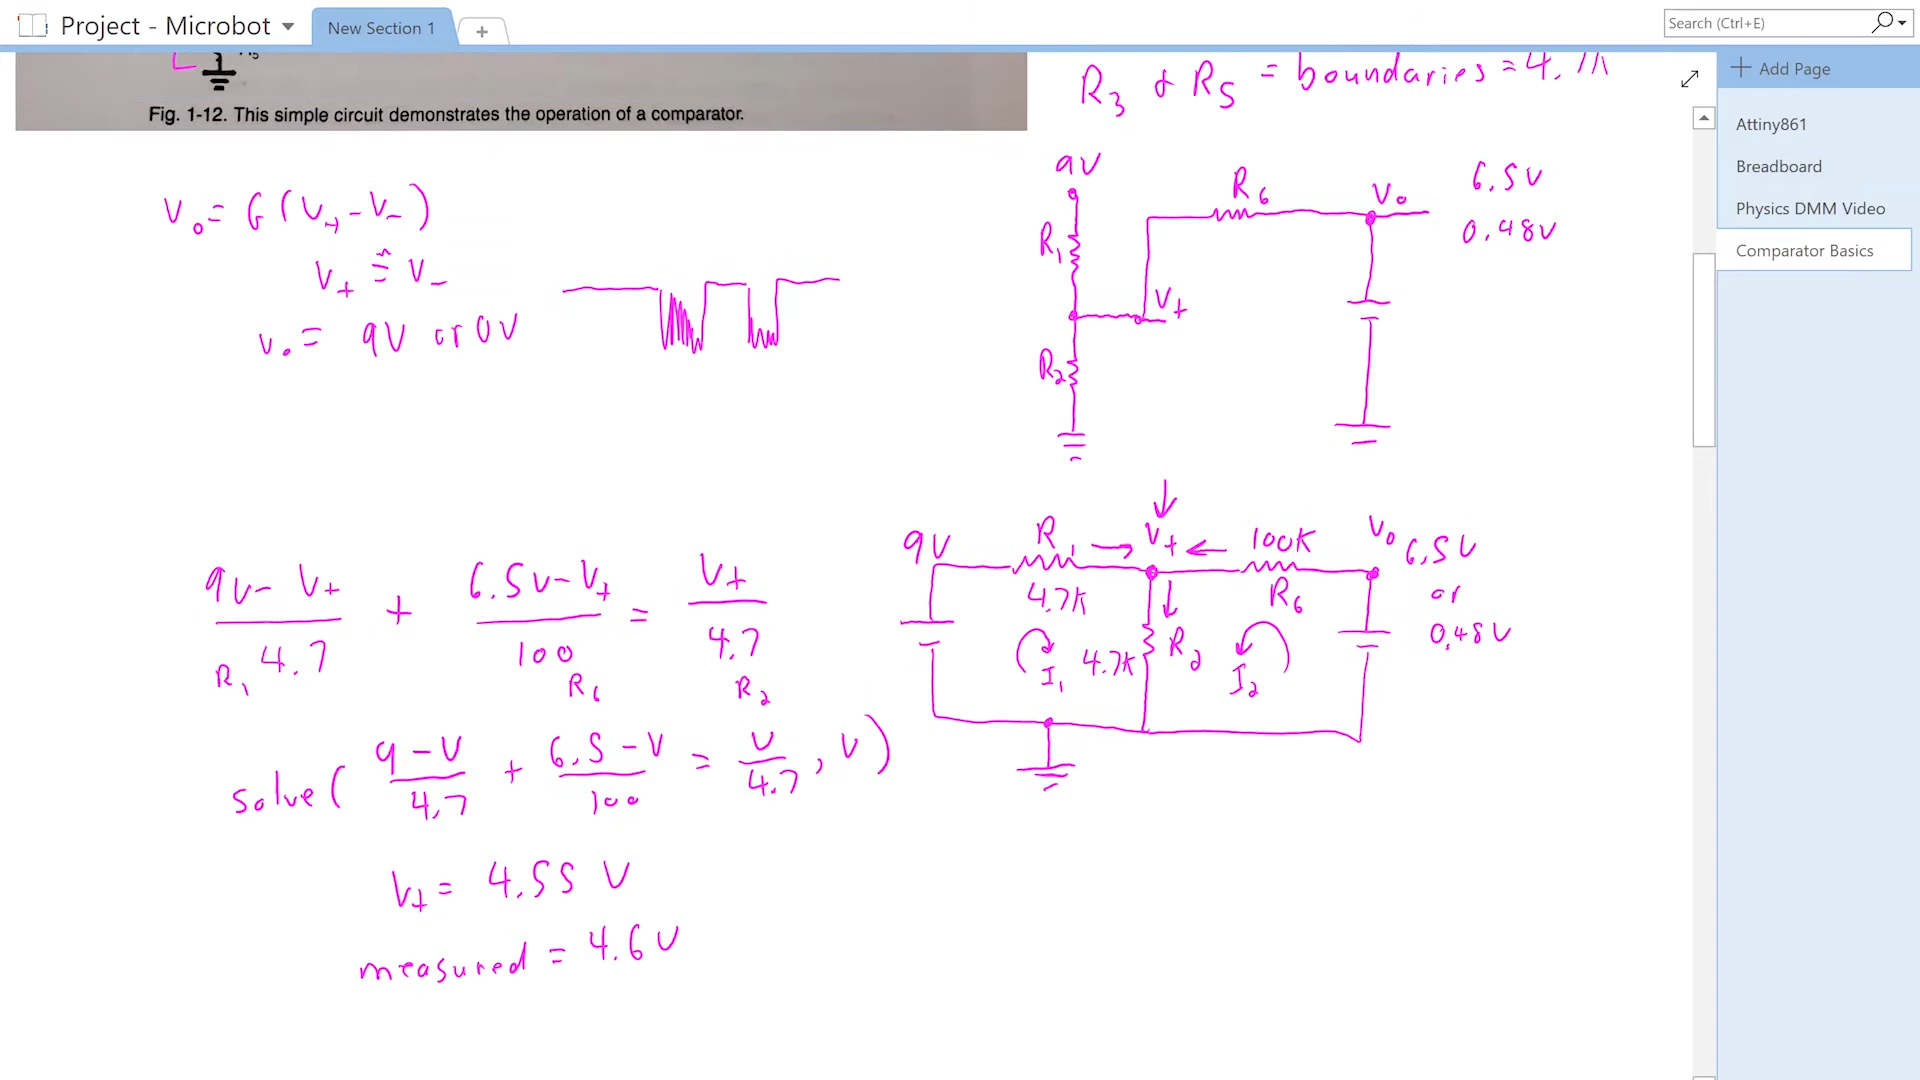 Project - Microbot
New Section 1
+
Search (Ctrl+E)
Add Page
Attiny861
Breadboard
Physics DMM Video
Comparator Basics
Fig. 1-12. This simple circuit demonstrates the operation of a comparator.
R3 & R5 = boundaries = 4.7K
Vo = G(V+ - V-)
V+ ≅ V-
Vo = 9V or 0V
9V
R1
R2
V+
R6
Vo
6.5V
0.48V
9V
R1
4.7K
V+
100K
R6
Vo
6.5V
or
0.48V
I1
4.7K
R2
I2
9V - V+ / 4.7 + 6.5V - V+ / 100 = V+ / 4.7
R1 R6 R2
solve( 9 - V / 4.7 + 6.5 - V / 100 = V / 4.7, V)
V+ = 4.55 V
measured = 4.6V